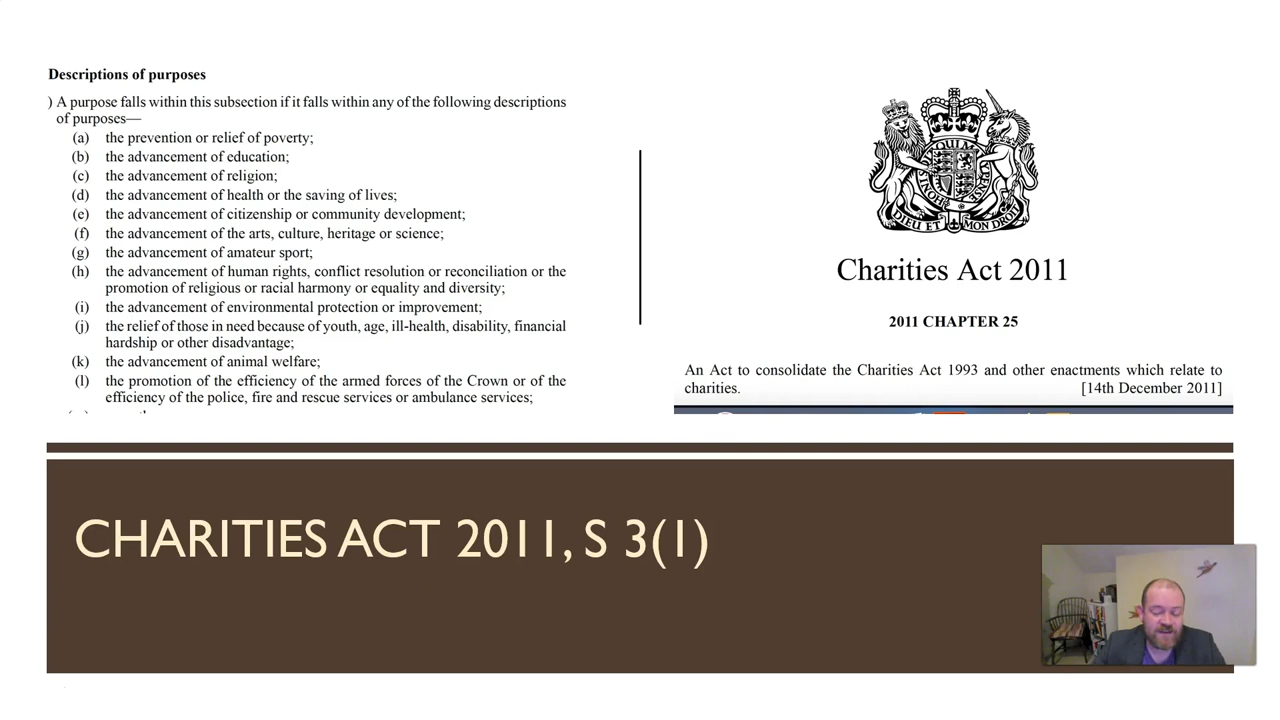 Descriptions of purposes
) A purpose falls within this subsection if it falls within any of the following descriptions
of purposes—
(a) the prevention or relief of poverty;
(b) the advancement of education;
(c) the advancement of religion;
(d) the advancement of health or the saving of lives;
(e) the advancement of citizenship or community development;
(f) the advancement of the arts, culture, heritage or science;
(g) the advancement of amateur sport;
(h) the advancement of human rights, conflict resolution or reconciliation or the
promotion of religious or racial harmony or equality and diversity;
(i) the advancement of environmental protection or improvement;
(j) the relief of those in need because of youth, age, ill-health, disability, financial
hardship or other disadvantage;
(k) the advancement of animal welfare;
(l) the promotion of the efficiency of the armed forces of the Crown or of the
efficiency of the police, fire and rescue services or ambulance services;
QUI M
PENSE
DIEU ET MON DROIT
Charities Act 2011
2011 CHAPTER 25
An Act to consolidate the Charities Act 1993 and other enactments which relate to
charities. [14th December 2011]
CHARITIES ACT 2011, S 3(1)